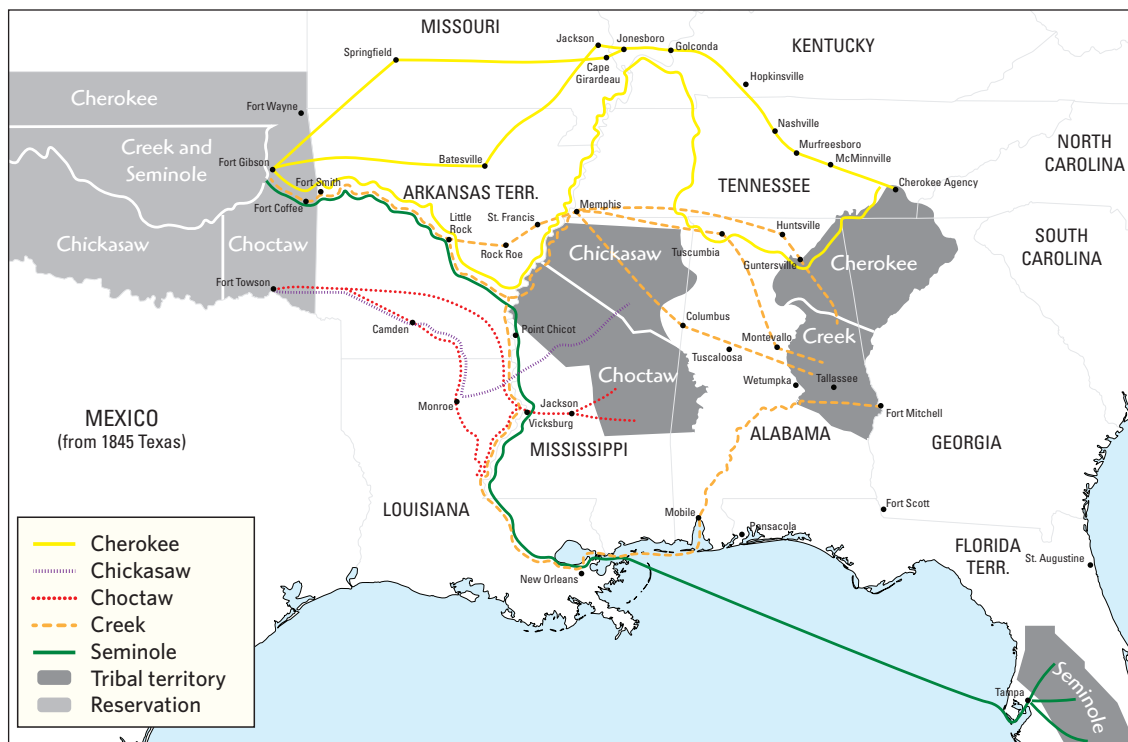 MISSOURI
Jackson
Jonesboro
Golconda
KENTUCKY
Springfield
Cape
Girardeau
Hopkinsville
Cherokee
Fort Wayne
Nashville
NORTH
CAROLINA
Creek and
Seminole
Murfreesboro
McMinnville
Fort Gibson
Batesville
Fort Smith
ARKANSAS TERR.
TENNESSEE
Cherokee Agency
Fort Coffee
Memphis
St. Francis
Little
Rock
Huntsville
SOUTH
CAROLINA
Chickasaw
Choctaw
Rock Roe
Chickasaw
Tuscumbia
Guntersville
Cherokee
Fort Towson
Camden
Point Chicot
Columbus
Montevallo
Creek
Tuscaloosa
Choctaw
Wetumpka
Tallassee
Monroe
Jackson
Vicksburg
Fort Mitchell
MEXICO
(from 1845 Texas)
MISSISSIPPI
ALABAMA
GEORGIA
LOUISIANA
Fort Scott
Mobile
Pensacola
FLORIDA
TERR.
St. Augustine
New Orleans
Cherokee
Chickasaw
Choctaw
Creek
Seminole
Tribal territory
Reservation
Tampa
Seminole